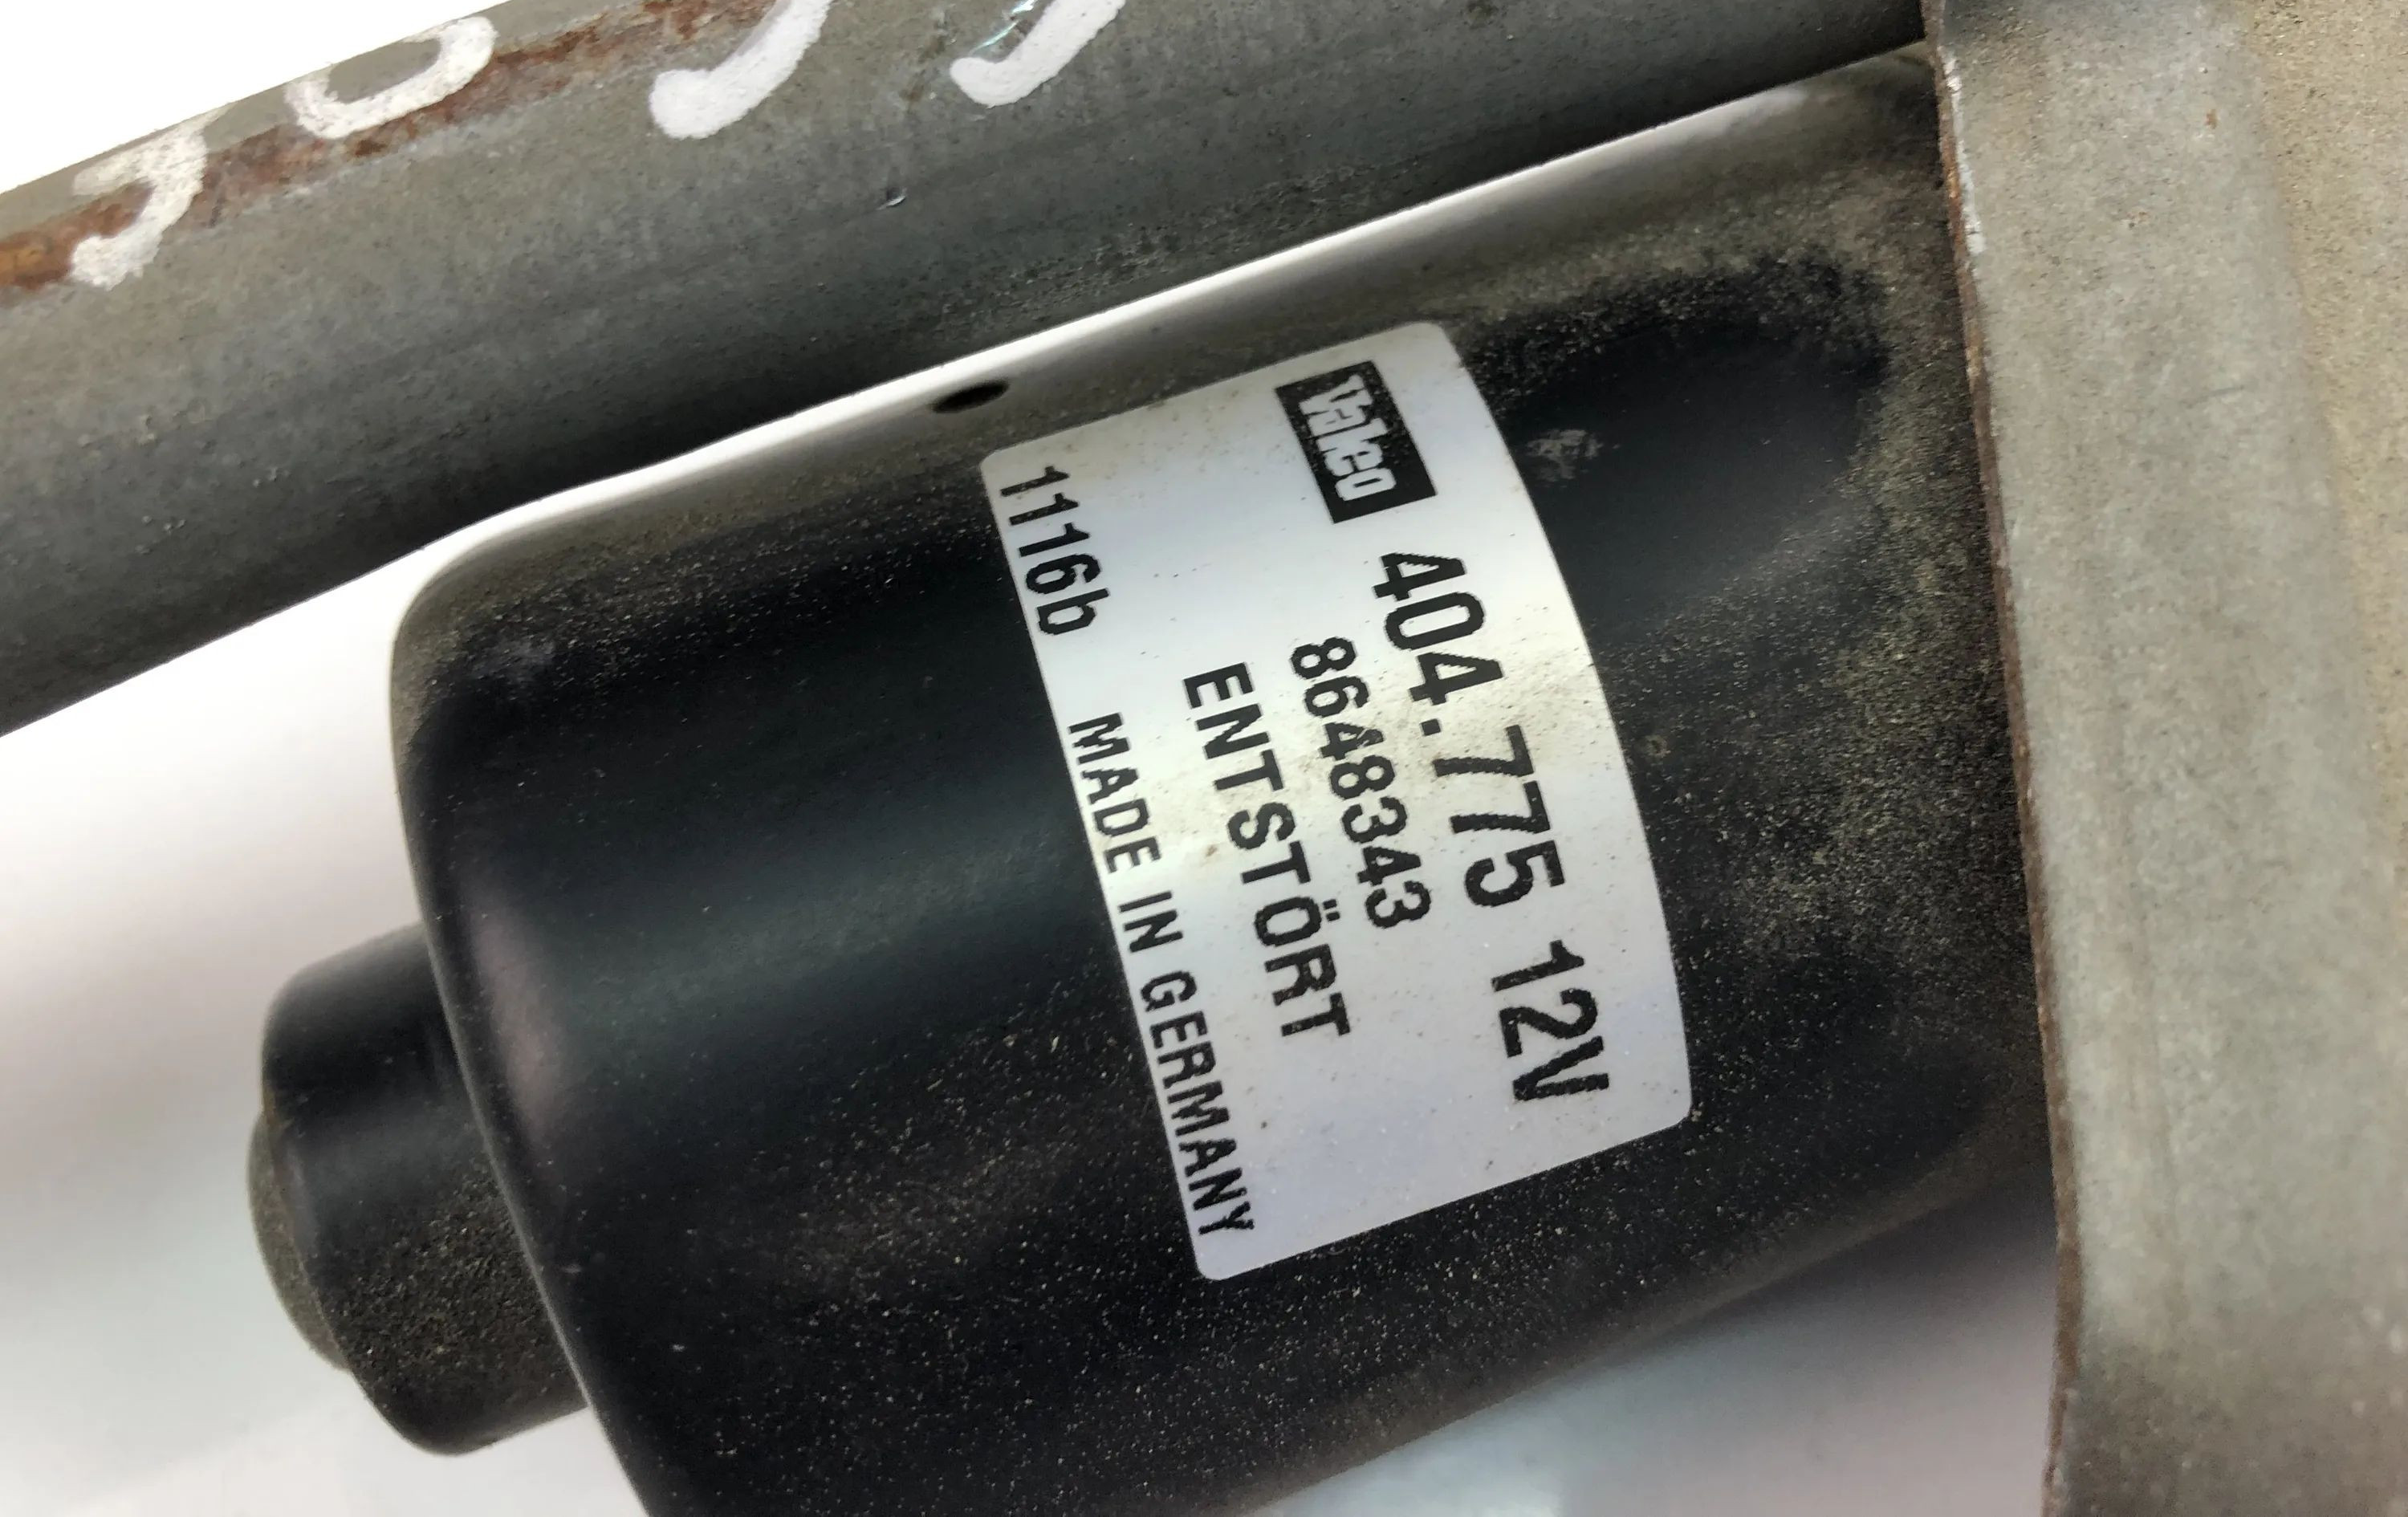 Valeo 404.775 12V
8648343
ENTSTÖRT
1116b MADE IN GERMANY